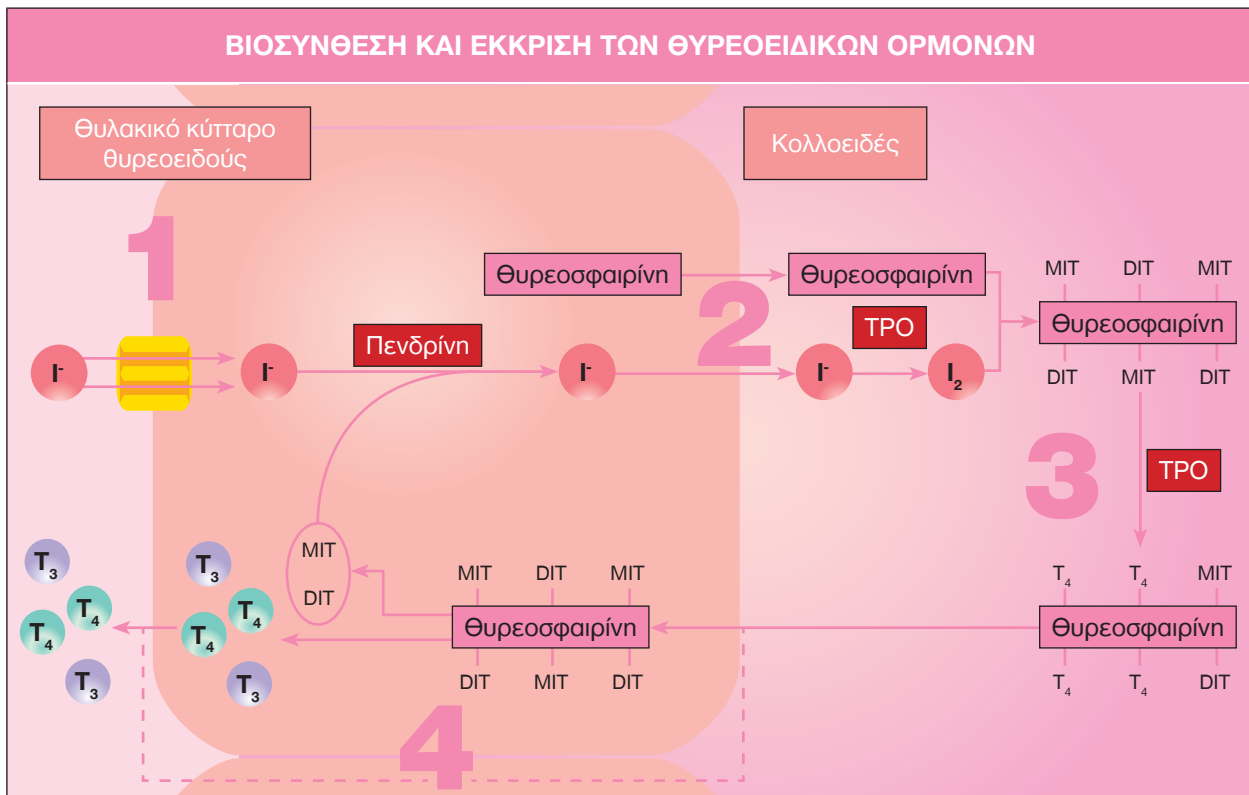 ΒΙΟΣΥΝΘΕΣΗ ΚΑΙ ΕΚΚΡΙΣΗ ΤΩΝ ΘΥΡΕΟΕΙΔΙΚΩΝ ΟΡΜΟΝΩΝ
Θυλακικό κύτταρο
θυρεοειδούς
Κολλοειδές
1
Θυρεοσφαιρίνη
2
Θυρεοσφαιρίνη
MIT DIT MIT
Θυρεοσφαιρίνη
DIT MIT DIT
Πενδρίνη
TPO
I-
I-
I-
I-
I2
3
TPO
T3
T4
T4
T3
T3
T4
T4
T3
MIT
DIT
MIT DIT MIT
Θυρεοσφαιρίνη
DIT MIT DIT
T4 T4 MIT
Θυρεοσφαιρίνη
T4 T4 DIT
4